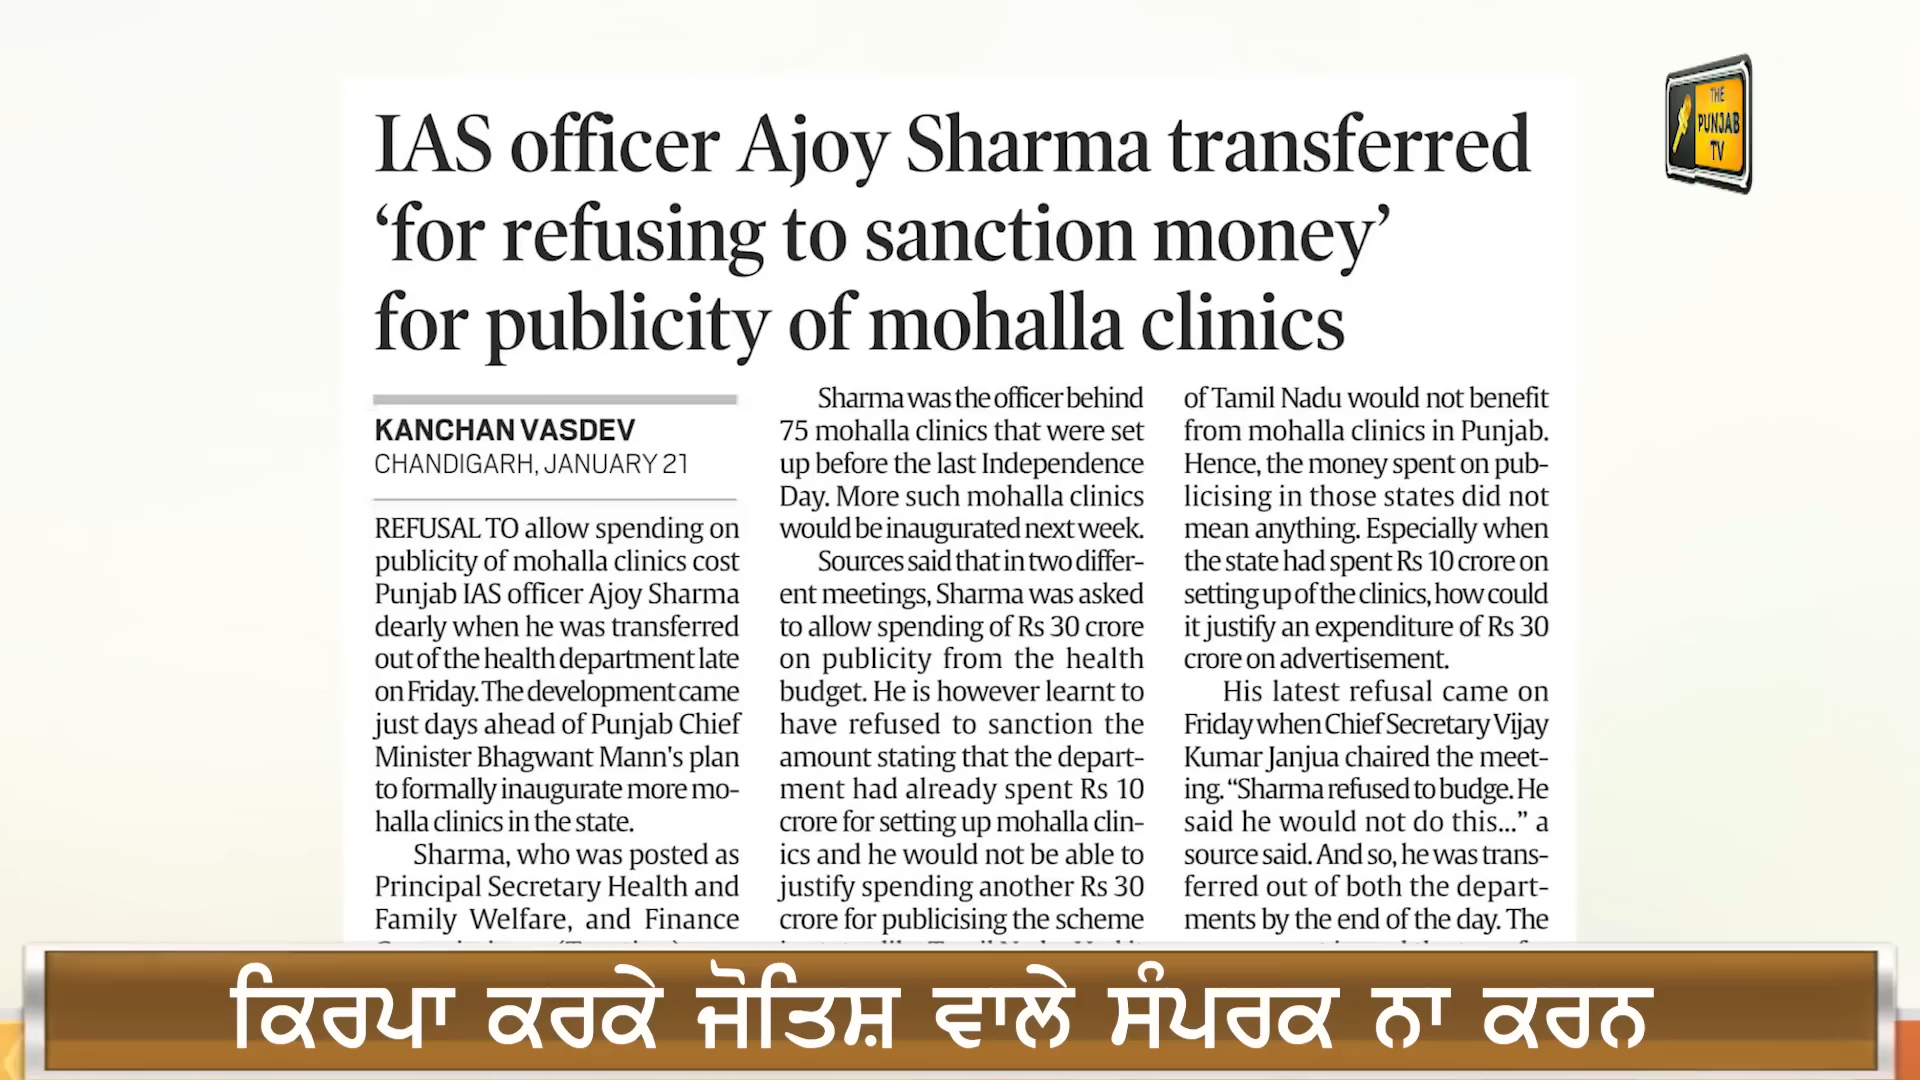 IAS officer Ajoy Sharma transferred
‘for refusing to sanction money’
for publicity of mohalla clinics
THE
PUNJAB
TV
KANCHAN VASDEV
CHANDIGARH, JANUARY 21
REFUSAL TO allow spending on
publicity of mohalla clinics cost
Punjab IAS officer Ajoy Sharma
dearly when he was transferred
out of the health department late
on Friday. The development came
just days ahead of Punjab Chief
Minister Bhagwant Mann's plan
to formally inaugurate more mo-
halla clinics in the state.
Sharma, who was posted as
Principal Secretary Health and
Family Welfare, and Finance
Sharma was the officer behind
75 mohalla clinics that were set
up before the last Independence
Day. More such mohalla clinics
would be inaugurated next week.
Sources said that in two differ-
ent meetings, Sharma was asked
to allow spending of Rs 30 crore
on publicity from the health
budget. He is however learnt to
have refused to sanction the
amount stating that the depart-
ment had already spent Rs 10
crore for setting up mohalla clin-
ics and he would not be able to
justify spending another Rs 30
crore for publicising the scheme
of Tamil Nadu would not benefit
from mohalla clinics in Punjab.
Hence, the money spent on pub-
licising in those states did not
mean anything. Especially when
the state had spent Rs 10 crore on
setting up of the clinics, how could
it justify an expenditure of Rs 30
crore on advertisement.
His latest refusal came on
Friday when Chief Secretary Vijay
Kumar Janjua chaired the meet-
ing. “Sharma refused to budge. He
said he would not do this...” a
source said. And so, he was trans-
ferred out of both the depart-
ments by the end of the day. The
ਕਿਰਪਾ ਕਰਕੇ ਜੋਤਿਸ਼ ਵਾਲੇ ਸੰਪਰਕ ਨਾ ਕਰਨ